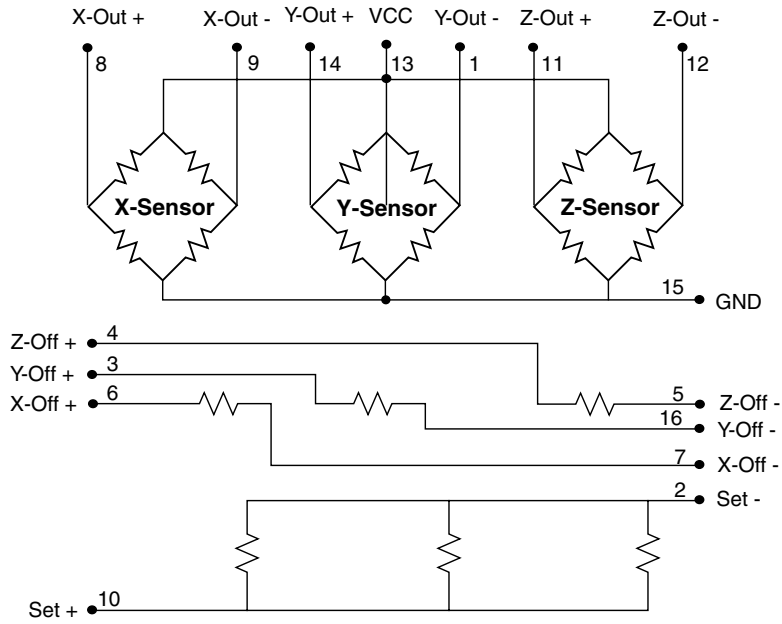 X-Out + X-Out - Y-Out + VCC Y-Out - Z-Out + Z-Out -
8 9 14 13 1 11 12
X-Sensor Y-Sensor Z-Sensor
15 GND
Z-Off + 4
Y-Off + 3
X-Off + 6
5 Z-Off -
16 Y-Off -
7 X-Off -
2 Set -
Set + 10